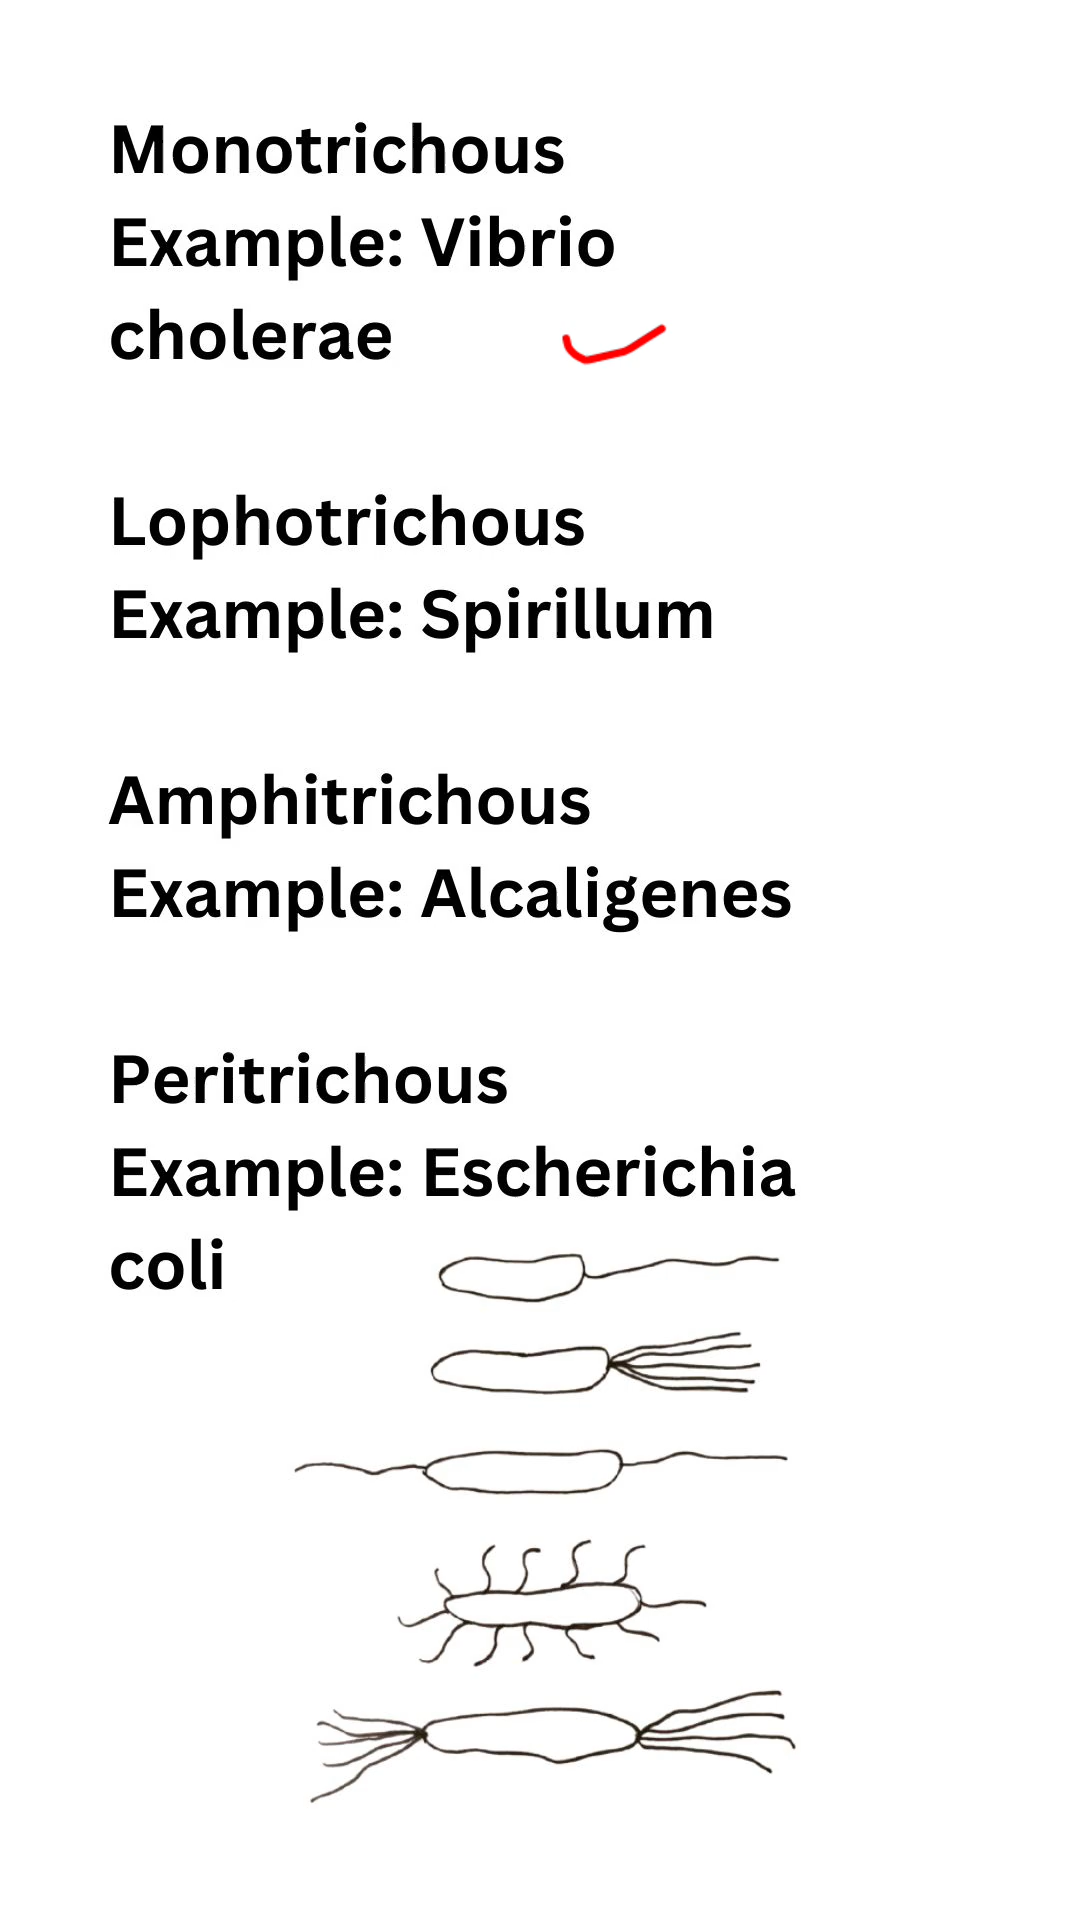 Monotrichous
Example: Vibrio
cholerae
Lophotrichous
Example: Spirillum
Amphitrichous
Example: Alcaligenes
Peritrichous
Example: Escherichia
coli